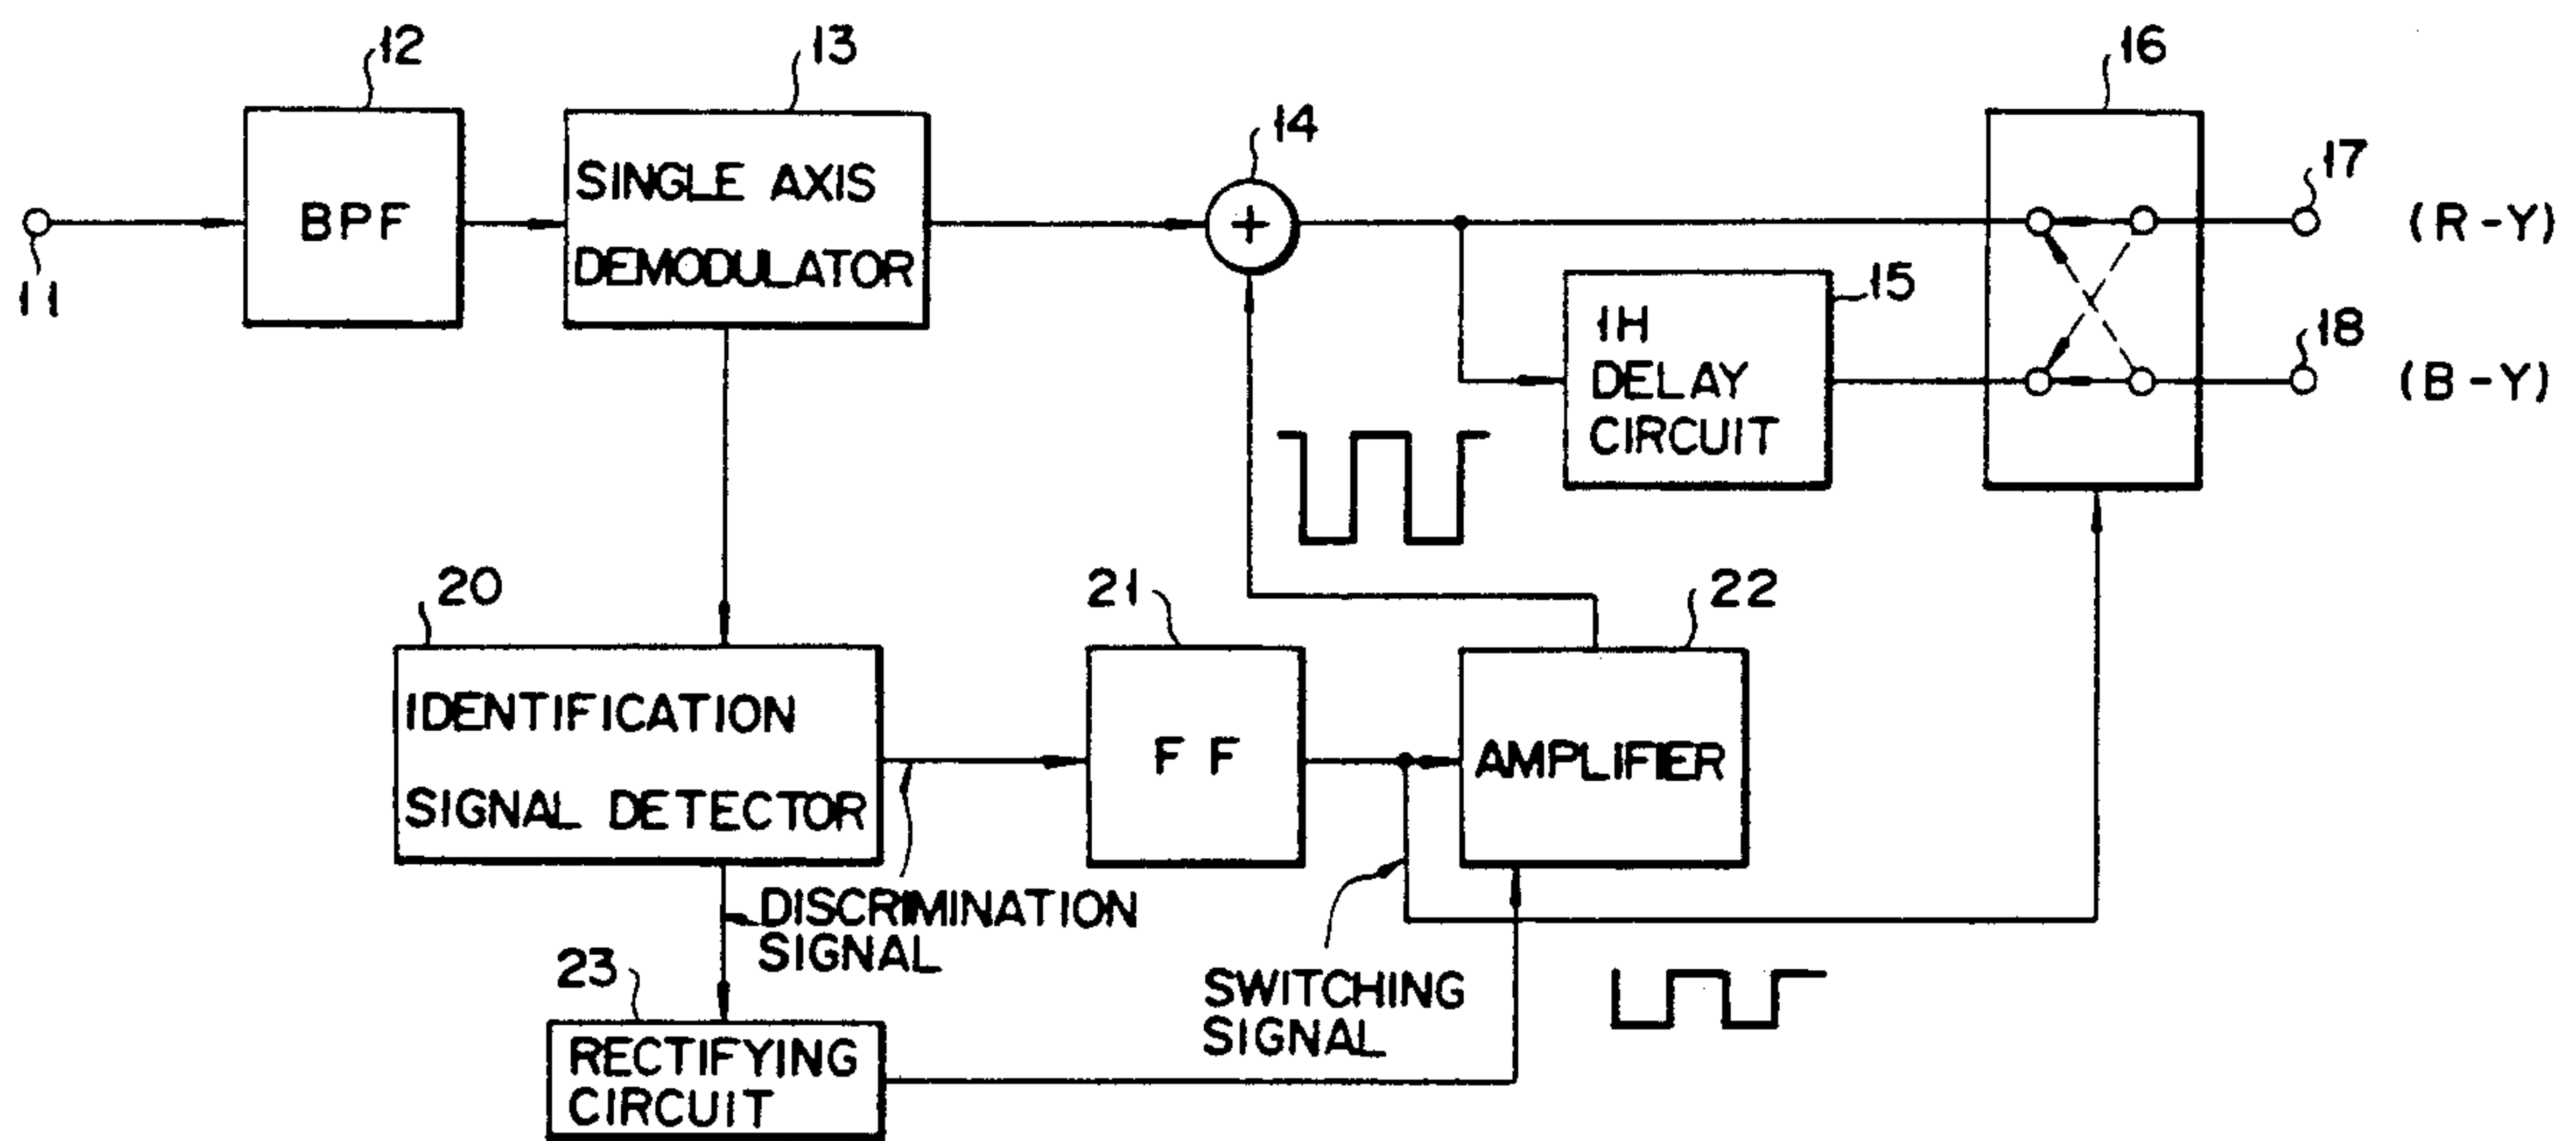 12
13
14
16
17
SINGLE AXIS
DEMODULATOR
BPF
+
(R-Y)
11
15
1H
DELAY
CIRCUIT
18
(B-Y)
20
21
22
IDENTIFICATION
SIGNAL DETECTOR
FF
AMPLIFIER
DISCRIMINATION
SIGNAL
23
SWITCHING
SIGNAL
RECTIFYING
CIRCUIT